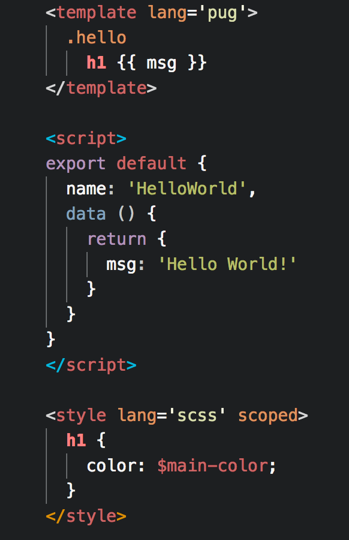 <template lang='pug'>
  .hello
    h1 {{ msg }}
</template>

<script>
export default {
  name: 'HelloWorld',
  data () {
    return {
      msg: 'Hello World!'
    }
  }
}
</script>

<style lang='scss' scoped>
  h1 {
    color: $main-color;
  }
</style>